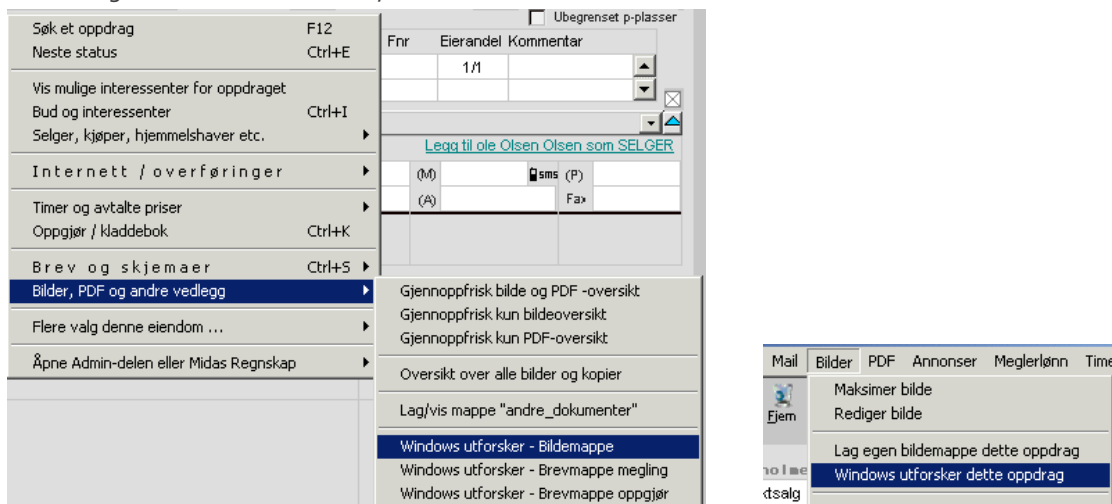 Ubegrenset p-plasser
Søk et oppdrag F12
Neste status Ctrl+E
Fnr Eierandel Kommentar
1/1
Vis mulige interessenter for oppdraget
Bud og interessenter Ctrl+I
Selger, kjøper, hjemmelshaver etc.
Legg til ole Olsen Olsen som SELGER
Internett / overføringer
(M) sms (P)
(A) Fax
Timer og avtalte priser
Oppgjør / kladdebok Ctrl+K
Brev og skjemaer Ctrl+S
Bilder, PDF og andre vedlegg
Flere valg denne eiendom ...
Åpne Admin-delen eller Midas Regnskap
Gjennoppfrisk bilde og PDF -oversikt
Gjennoppfrisk kun bildeoversikt
Gjennoppfrisk kun PDF-oversikt
Oversikt over alle bilder og kopier
Lag/vis mappe "andre_dokumenter"
Windows utforsker - Bildemappe
Windows utforsker - Brevmappe megling
Windows utforsker - Brevmappe oppgjør
Mail Bilder PDF Annonser Meglerlønn Time
Maksimer bilde
Fjern Rediger bilde
Lag egen bildemappe dette oppdrag
Windows utforsker dette oppdrag